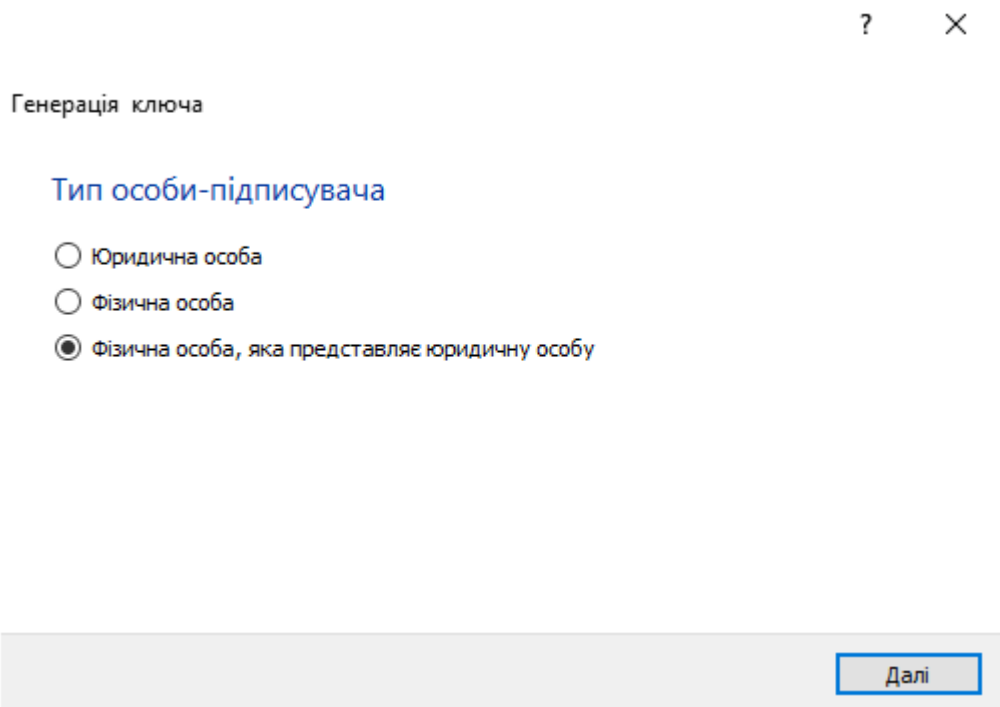 ?
Генерація ключа
Тип особи-підписувача
Юридична особа
Фізична особа
Фізична особа, яка представляє юридичну особу
Далі